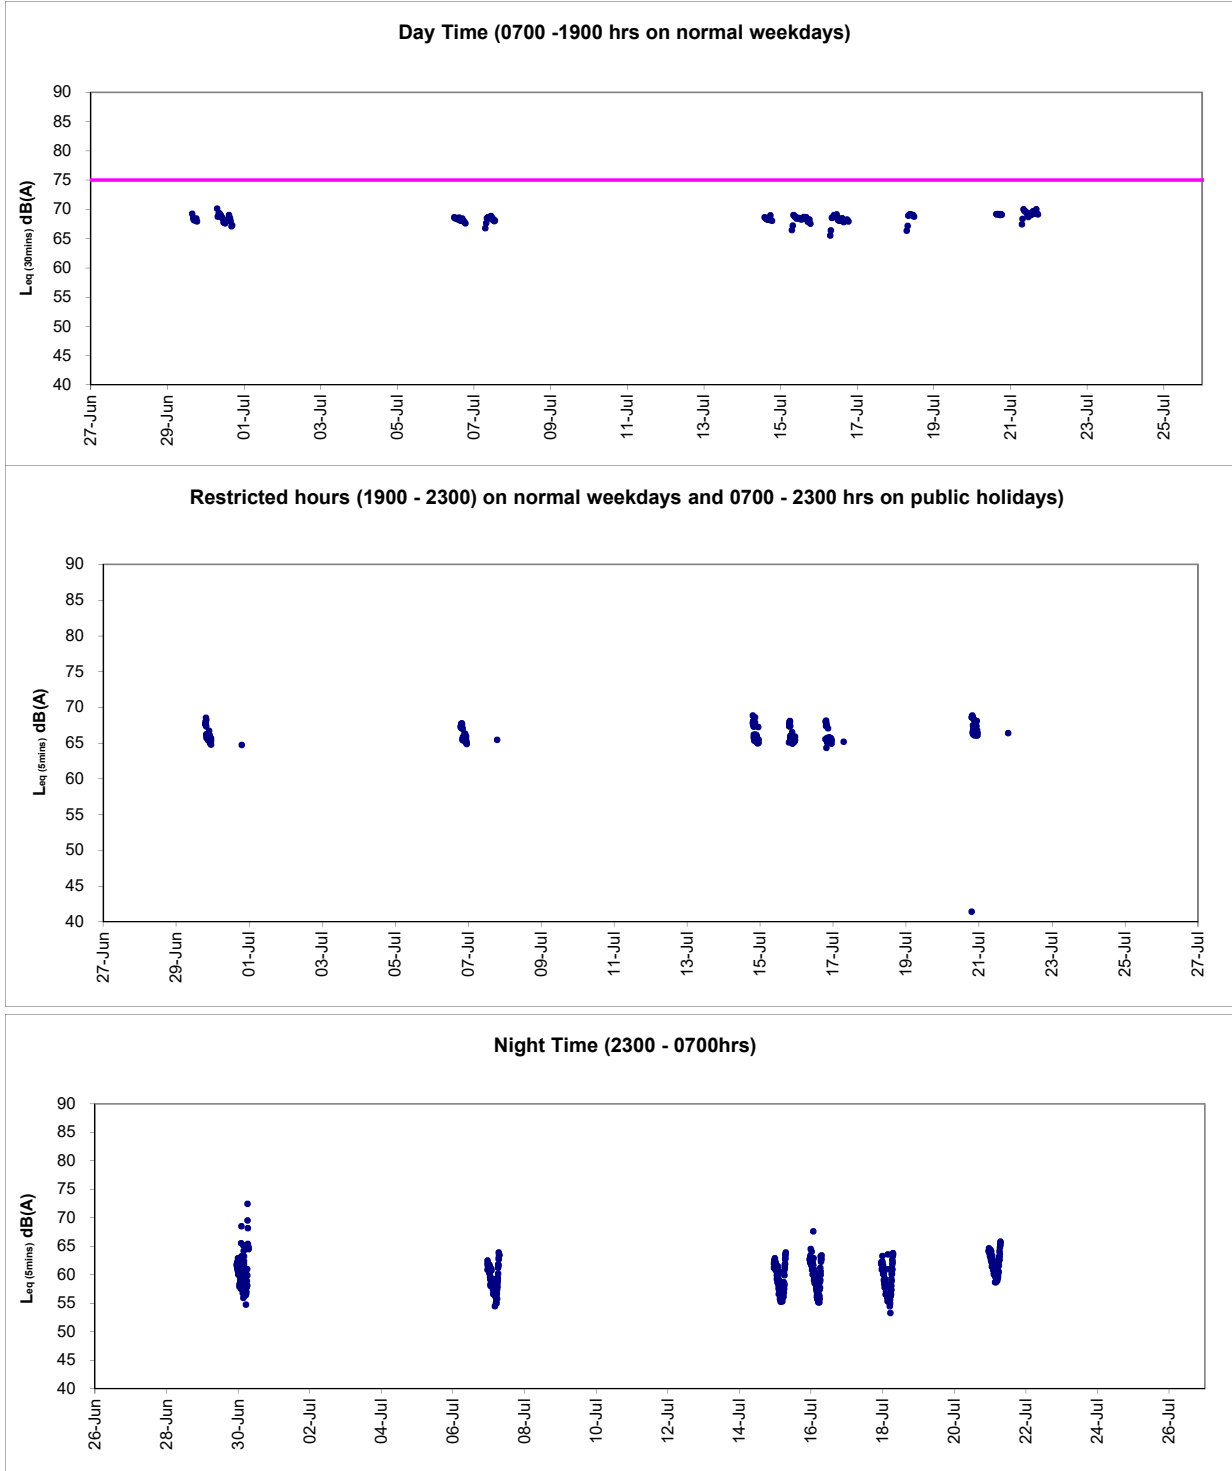 Day Time (0700 -1900 hrs on normal weekdays)
90
85
80
75
70
65
60
55
50
45
40
Leq (30mins) dB(A)
27-Jun
29-Jun
01-Jul
03-Jul
05-Jul
07-Jul
09-Jul
11-Jul
13-Jul
15-Jul
17-Jul
19-Jul
21-Jul
23-Jul
25-Jul
Restricted hours (1900 - 2300) on normal weekdays and 0700 - 2300 hrs on public holidays)
90
85
80
75
70
65
60
55
50
45
40
Leq (5mins) dB(A)
27-Jun
29-Jun
01-Jul
03-Jul
05-Jul
07-Jul
09-Jul
11-Jul
13-Jul
15-Jul
17-Jul
19-Jul
21-Jul
23-Jul
25-Jul
27-Jul
Night Time (2300 - 0700hrs)
90
85
80
75
70
65
60
55
50
45
40
Leq (5mins) dB(A)
26-Jun
28-Jun
30-Jun
02-Jul
04-Jul
06-Jul
08-Jul
10-Jul
12-Jul
14-Jul
16-Jul
18-Jul
20-Jul
22-Jul
24-Jul
26-Jul